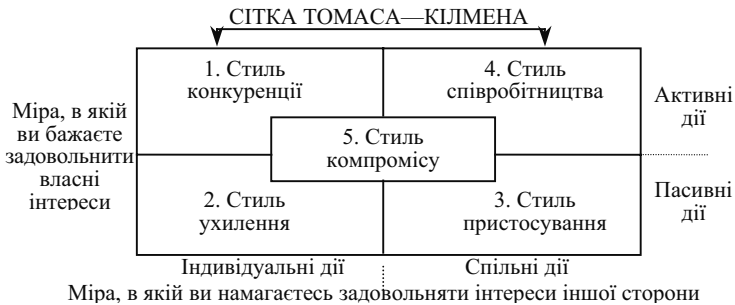 СІТКА ТОМАСА—КІЛМЕНА
1. Стиль
конкуренції
4. Стиль
співробітництва
Міра, в якій
ви бажаєте
задовольнити
власні
інтереси
5. Стиль
компромісу
Активні
дії
2. Стиль
ухилення
3. Стиль
пристосування
Пасивні
дії
Індивідуальні дії
Спільні дії
Міра, в якій ви намагаєтесь задовольняти інтереси іншої сторони